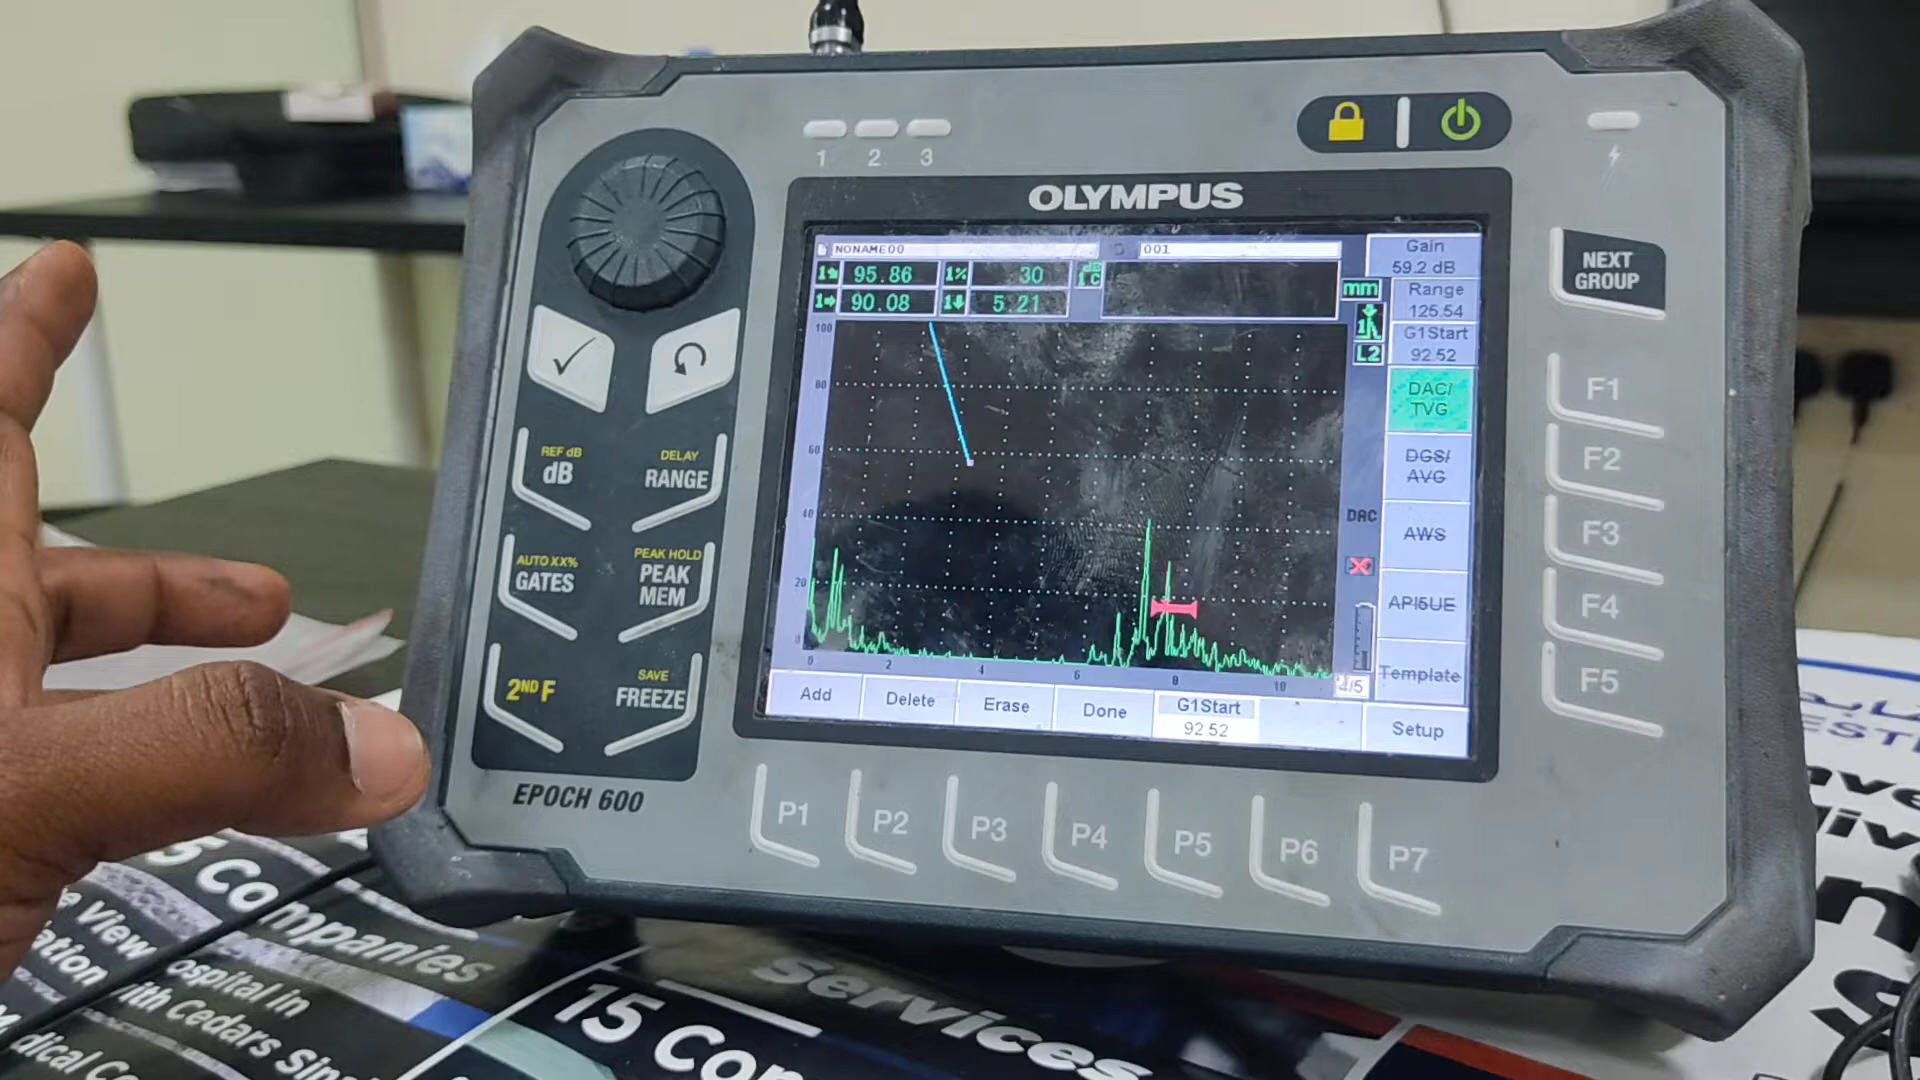 1 2 3
OLYMPUS
NONAME00 001
95.86 1% 30
90.08 5.21
mm
L2
100
80
60
40
20
0
0 2 4 6 8 10
DRC
4/5
Gain
59.2 dB
Range
125.54
G1Start
92.52
DAC/
TVG
DGS/
AVG
AWS
API5UE
Template
Setup
Add Delete Erase Done G1Start
92.52
REF dB
dB
DELAY
RANGE
AUTO XX%
GATES
PEAK HOLD
PEAK
MEM
2ND F
SAVE
FREEZE
EPOCH 600
NEXT
GROUP
F1
F2
F3
F4
F5
P1 P2 P3 P4 P5 P6 P7
15 Companies
View
ospital in
with Cedars
Services
15 Con